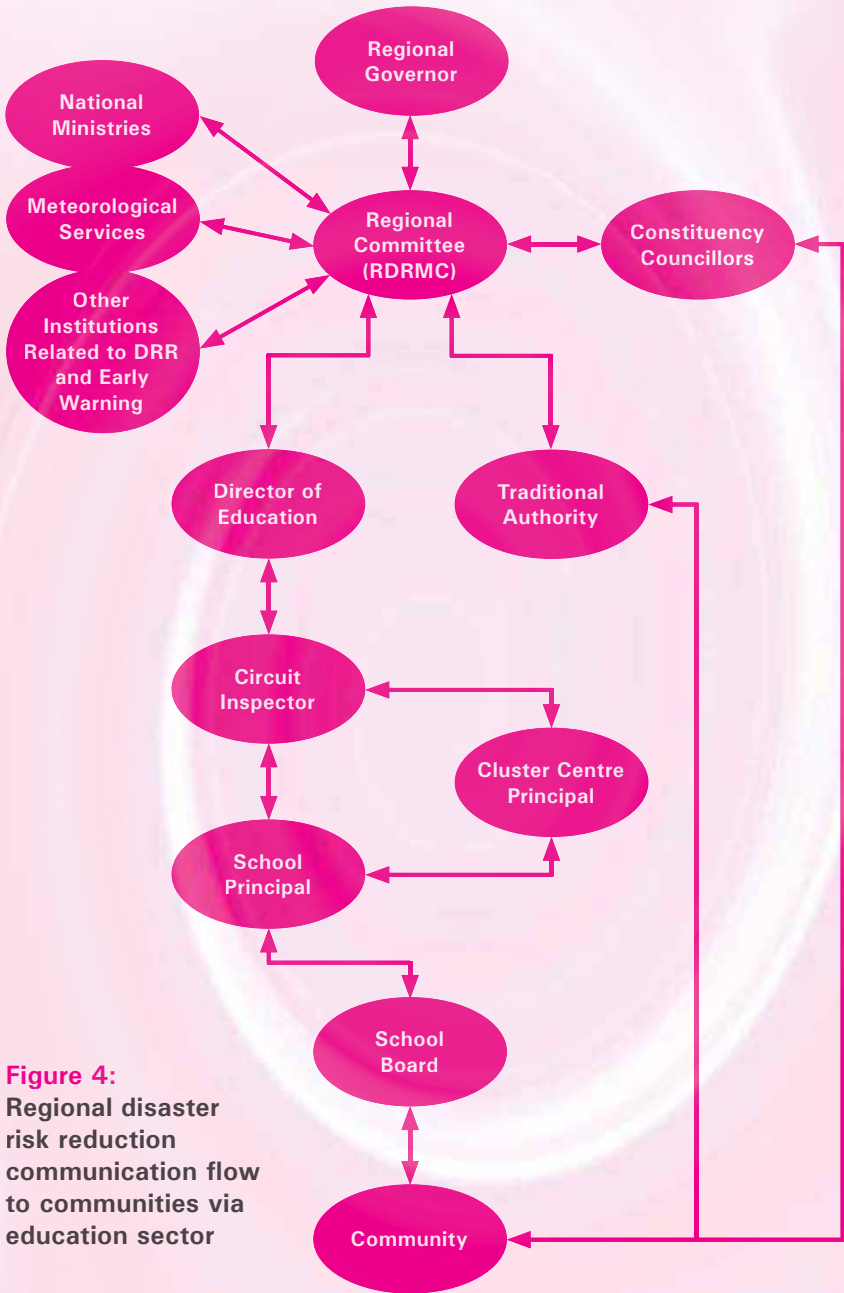 Regional
Governor
National
Ministries
Meteorological
Services
Other
Institutions
Related to DRR
and Early
Warning
Regional
Committee
(RDRMC)
Constituency
Councillors
Director of
Education
Traditional
Authority
Circuit
Inspector
Cluster Centre
Principal
School
Principal
School
Board
Community
Figure 4:
Regional disaster
risk reduction
communication flow
to communities via
education sector